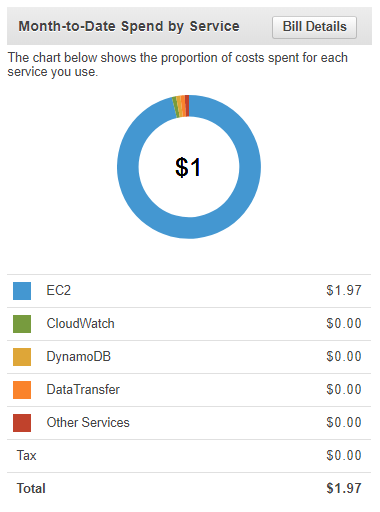 Month-to-Date Spend by Service
Bill Details
The chart below shows the proportion of costs spent for each
service you use.
$1
EC2 $1.97
CloudWatch $0.00
DynamoDB $0.00
DataTransfer $0.00
Other Services $0.00
Tax $0.00
Total $1.97